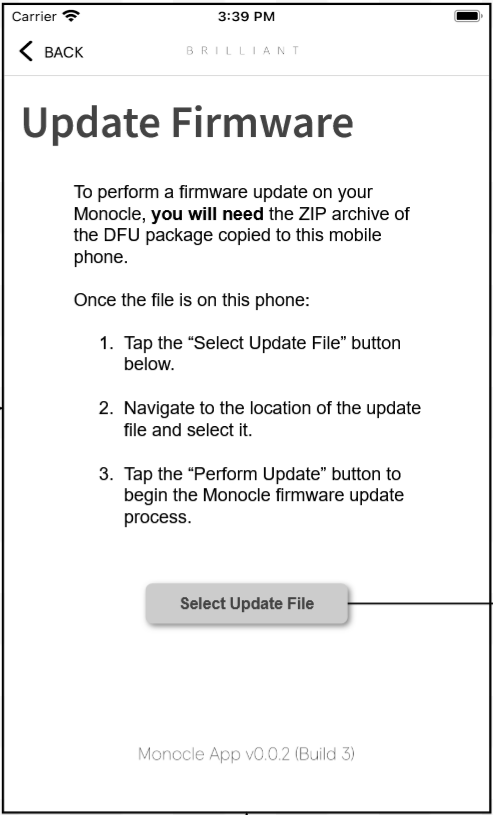 Carrier 3:39 PM
BACK BRILLIANT
Update Firmware
To perform a firmware update on your
Monocle, you will need the ZIP archive of
the DFU package copied to this mobile
phone.
Once the file is on this phone:
1. Tap the “Select Update File” button
below.
2. Navigate to the location of the update
file and select it.
3. Tap the “Perform Update” button to
begin the Monocle firmware update
process.
Select Update File
Monocle App v0.0.2 (Build 3)